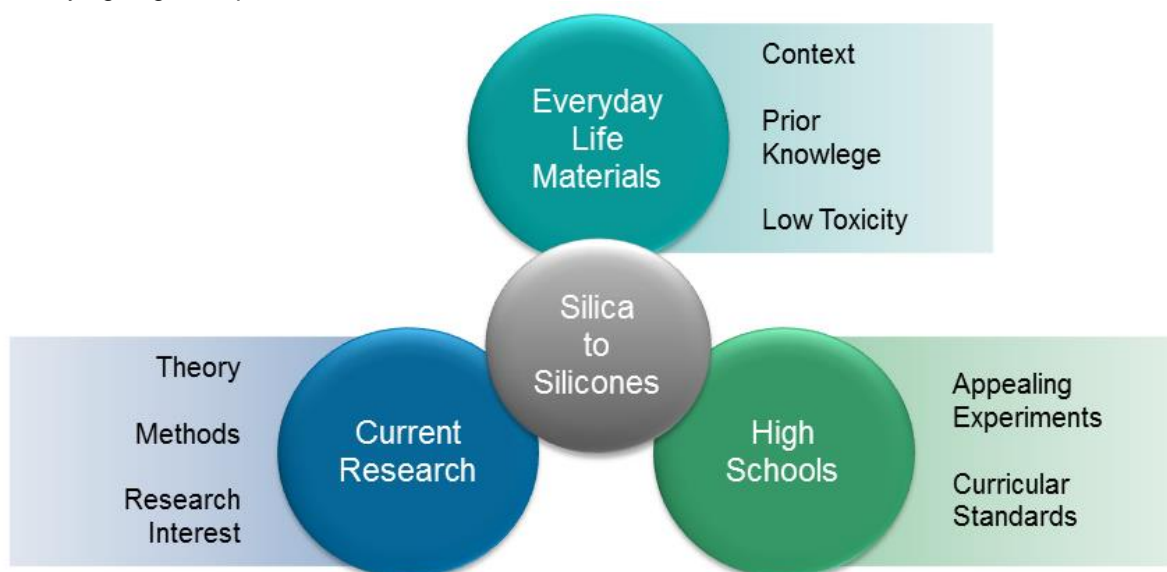 Everyday
Life
Materials
Context
Prior
Knowlege
Low Toxicity
Silica
to
Silicones
Theory
Methods
Research
Interest
Current
Research
High
Schools
Appealing
Experiments
Curricular
Standards